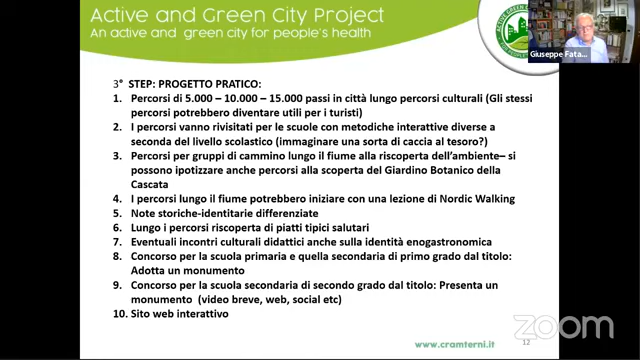 Active and Green City Project
An active and green city for people's health
Giuseppe Fata...
3° STEP: PROGETTO PRATICO:
1. Percorsi di 5.000 – 10.000 – 15.000 passi in città lungo percorsi culturali (Gli stessi
percorsi potrebbero diventare utili per i turisti)
2. I percorsi vanno rivisitati per le scuole con metodiche interattive diverse a
seconda del livello scolastico (immaginare una sorta di caccia al tesoro?)
3. Percorsi per gruppi di cammino lungo il fiume alla riscoperta dell'ambiente– si
possono ipotizzare anche percorsi alla scoperta del Giardino Botanico della
Cascata
4. I percorsi lungo il fiume potrebbero iniziare con una lezione di Nordic Walking
5. Note storiche-identitarie differenziate
6. Lungo i percorsi riscoperta di piatti tipici salutari
7. Eventuali incontri culturali didattici anche sulla identità enogastronomica
8. Concorso per la scuola primaria e quella secondaria di primo grado dal titolo:
Adotta un monumento
9. Concorso per la scuola secondaria di secondo grado dal titolo: Presenta un
monumento (video breve, web, social etc)
10. Sito web interattivo
www.cramterni.it
12
zoom